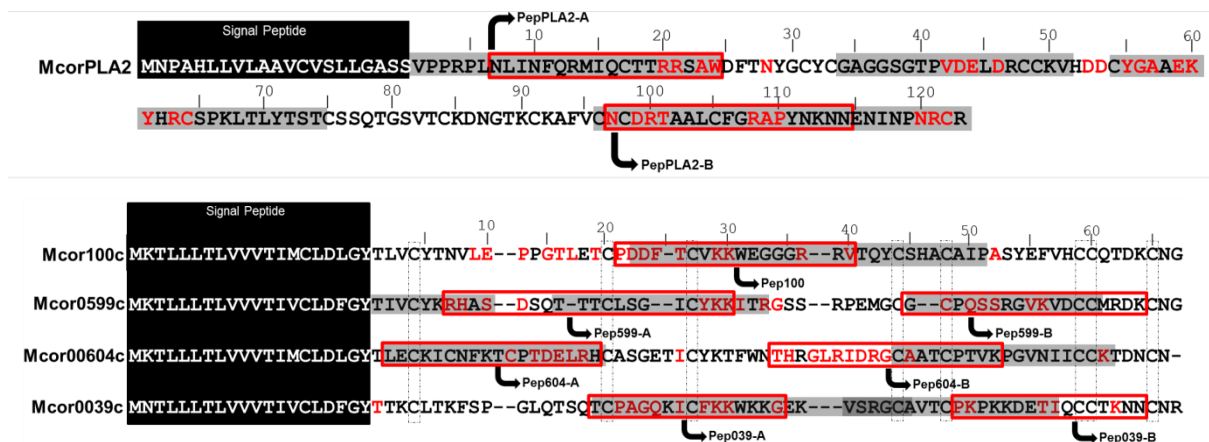 PepPLA2-A
Signal Peptide
10 20 30 40 50 60
McorPLA2 MNPAHLLVLAAVCVSLLGASSVPPRPLNLINFQRMIQCTTRRSAWDFTNYGCYCGAGGSGTPVDELDRCCKVHDDCYGAAEK
70 80 90 100 110 120
YHRCSPKLTLYTSTCSSQTGSVTCKDNGTKCKAFVCNCDRTAALCFGRAPYNKNNENINPNRCR
PepPLA2-B
Signal Peptide
10 20 30 40 50 60
Mcor100c MKTLLLTLVVVTIMCLDLGYTLVCYTNVLE--PPGTLETCPDDF-TCVKKWEGGGR--RVTQYCSHACAIPASYEFVHCCQTDKCNG
Pep100
Mcor0599c MKTLLLTLVVVTIVCLDFGYTIVCYKRHAS--DSQT-TTCLSG--ICYKKITRGSS--RPEMGCG--CPQSSRGVKVDCCMRDKCNG
Pep599-A Pep599-B
Mcor00604c MKTLLLTLVVVTIMCLDLGYTLECKICNFKTCPTDELRHCASGETICYKTFWNTHRGLRIDRGCAATCPTVKPGVNIICCKTDNCN-
Pep604-A Pep604-B
Mcor0039c MNTLLLTLVVVTIVCLDFGYTTKCLTKFSP--GLQTSQTCPAGQKICFKKWKKGEK---VSRGCAVTCPKPKKDETIQCCTKNNCNR
Pep039-A Pep039-B